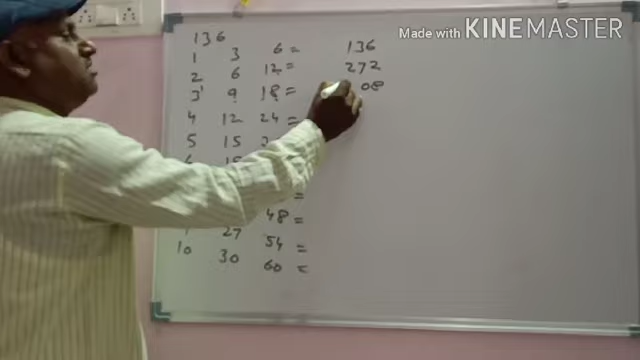 Made with KINEMASTER
136
1 3 6 = 136
2 6 12 = 272
3 9 18 = 08
4 12 24 =
5 15
15
48 =
27 54 =
10 30 60 =